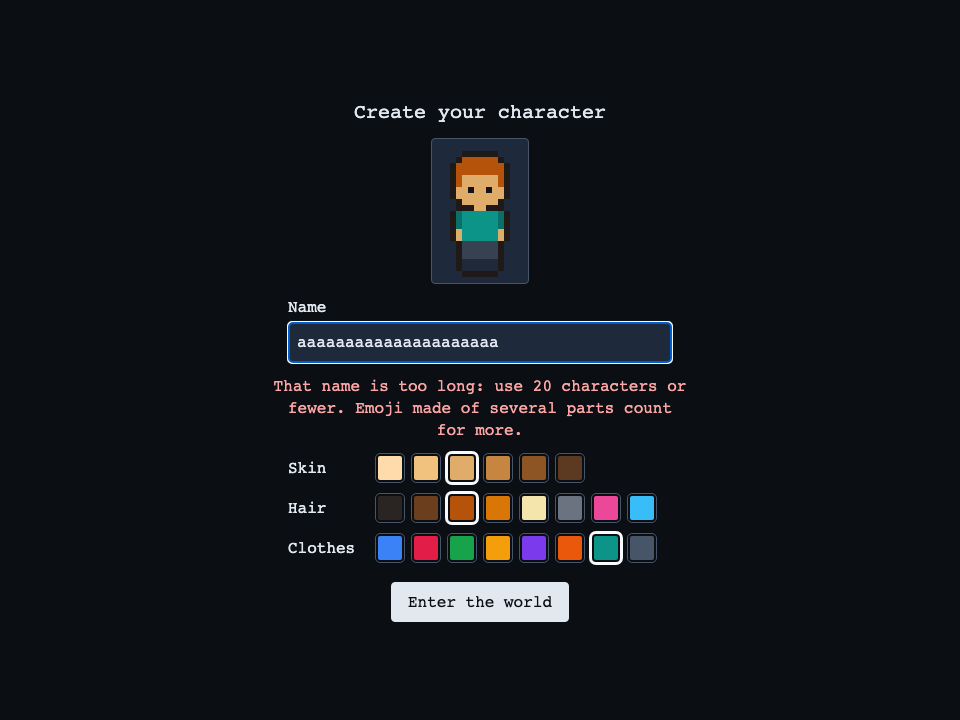 Create your character
Name
aaaaaaaaaaaaaaaaaaaaa
That name is too long: use 20 characters or
fewer. Emoji made of several parts count
for more.
Skin
Hair
Clothes
Enter the world